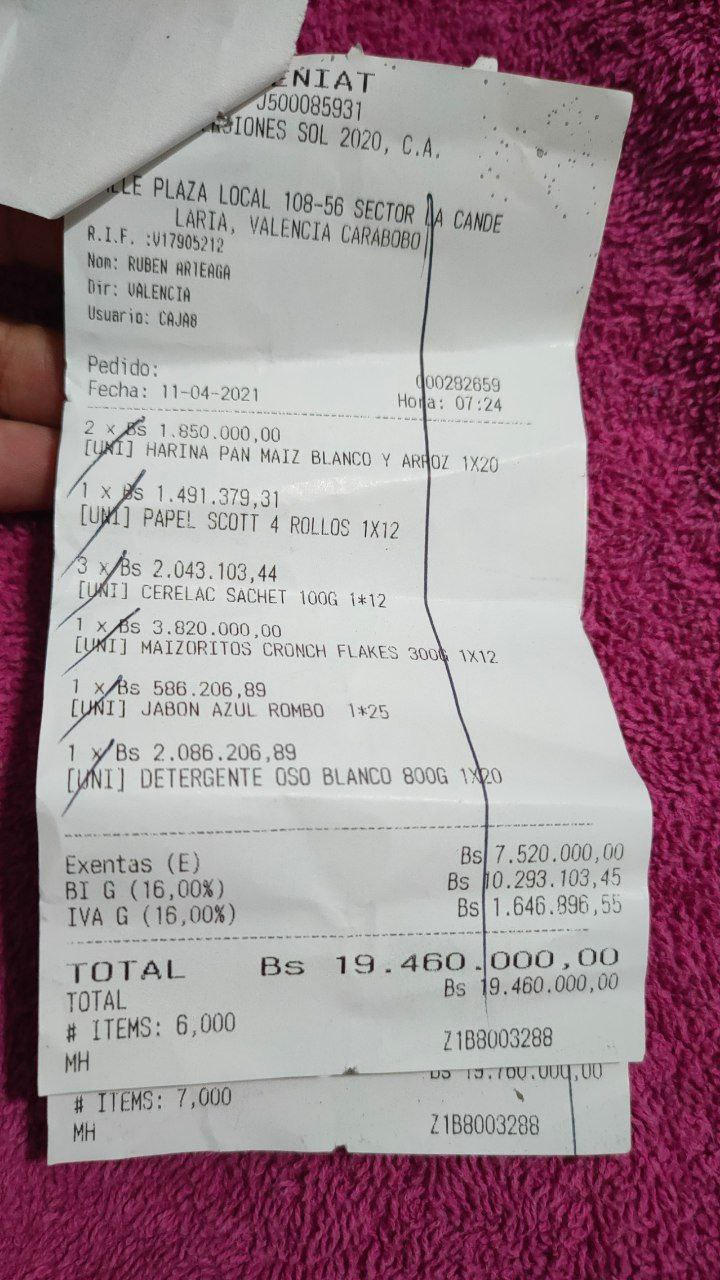 ENIAT
J500085931
SIONES SOL 2020, C.A.
LLE PLAZA LOCAL 108-56 SECTOR LA CANDE
LARIA, VALENCIA CARABOBO
R.I.F. :V17905212
Nom: RUBEN ARTEAGA
Dir: VALENCIA
Usuario: CAJA8
Pedido: 000282659
Fecha: 11-04-2021 Hora: 07:24
2 x Bs 1.850.000,00
[UNI] HARINA PAN MAIZ BLANCO Y ARROZ 1X20
1 x Bs 1.491.379,31
[UNI] PAPEL SCOTT 4 ROLLOS 1X12
3 x Bs 2.043.103,44
[UNI] CERELAC SACHET 100G 1*12
1 x Bs 3.820.000,00
[UNI] MAIZORITOS CRONCH FLAKES 300G 1X12
1 x Bs 586.206,89
[UNI] JABON AZUL ROMBO 1*25
1 x Bs 2.086.206,89
[UNI] DETERGENTE OSO BLANCO 800G 1X20
Exentas (E) Bs 7.520.000,00
BI G (16,00%) Bs 10.293.103,45
IVA G (16,00%) Bs 1.646.896,55
TOTAL Bs 19.460.000,00
TOTAL Bs 19.460.000,00
# ITEMS: 6,000
MH Z1B8003288
Bs 19.760.000,00
# ITEMS: 7,000
MH Z1B8003288